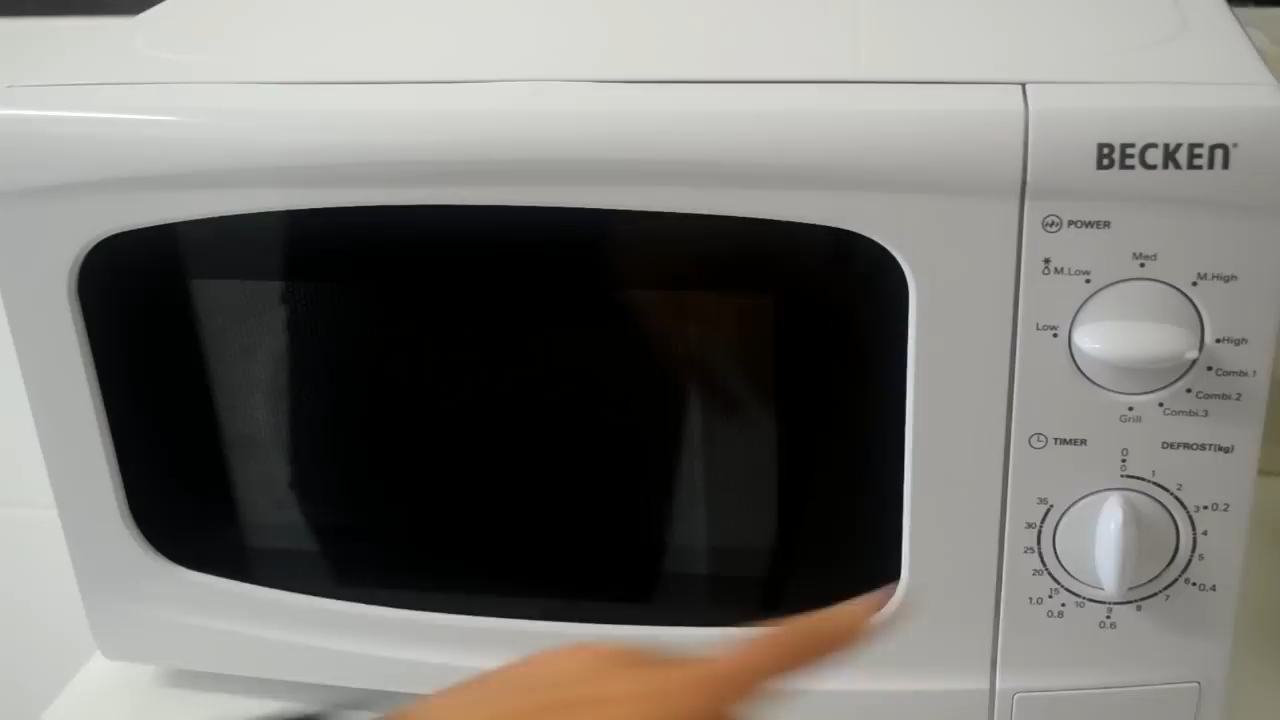 BECKEN
POWER
Med
M.Low
M.High
Low
High
Combi.1
Combi.2
Combi.3
Grill
TIMER
DEFROST(kg)
0
0
1
2
3
0.2
4
5
6
0.4
7
8
9
0.6
10
0.8
15
1.0
20
25
30
35